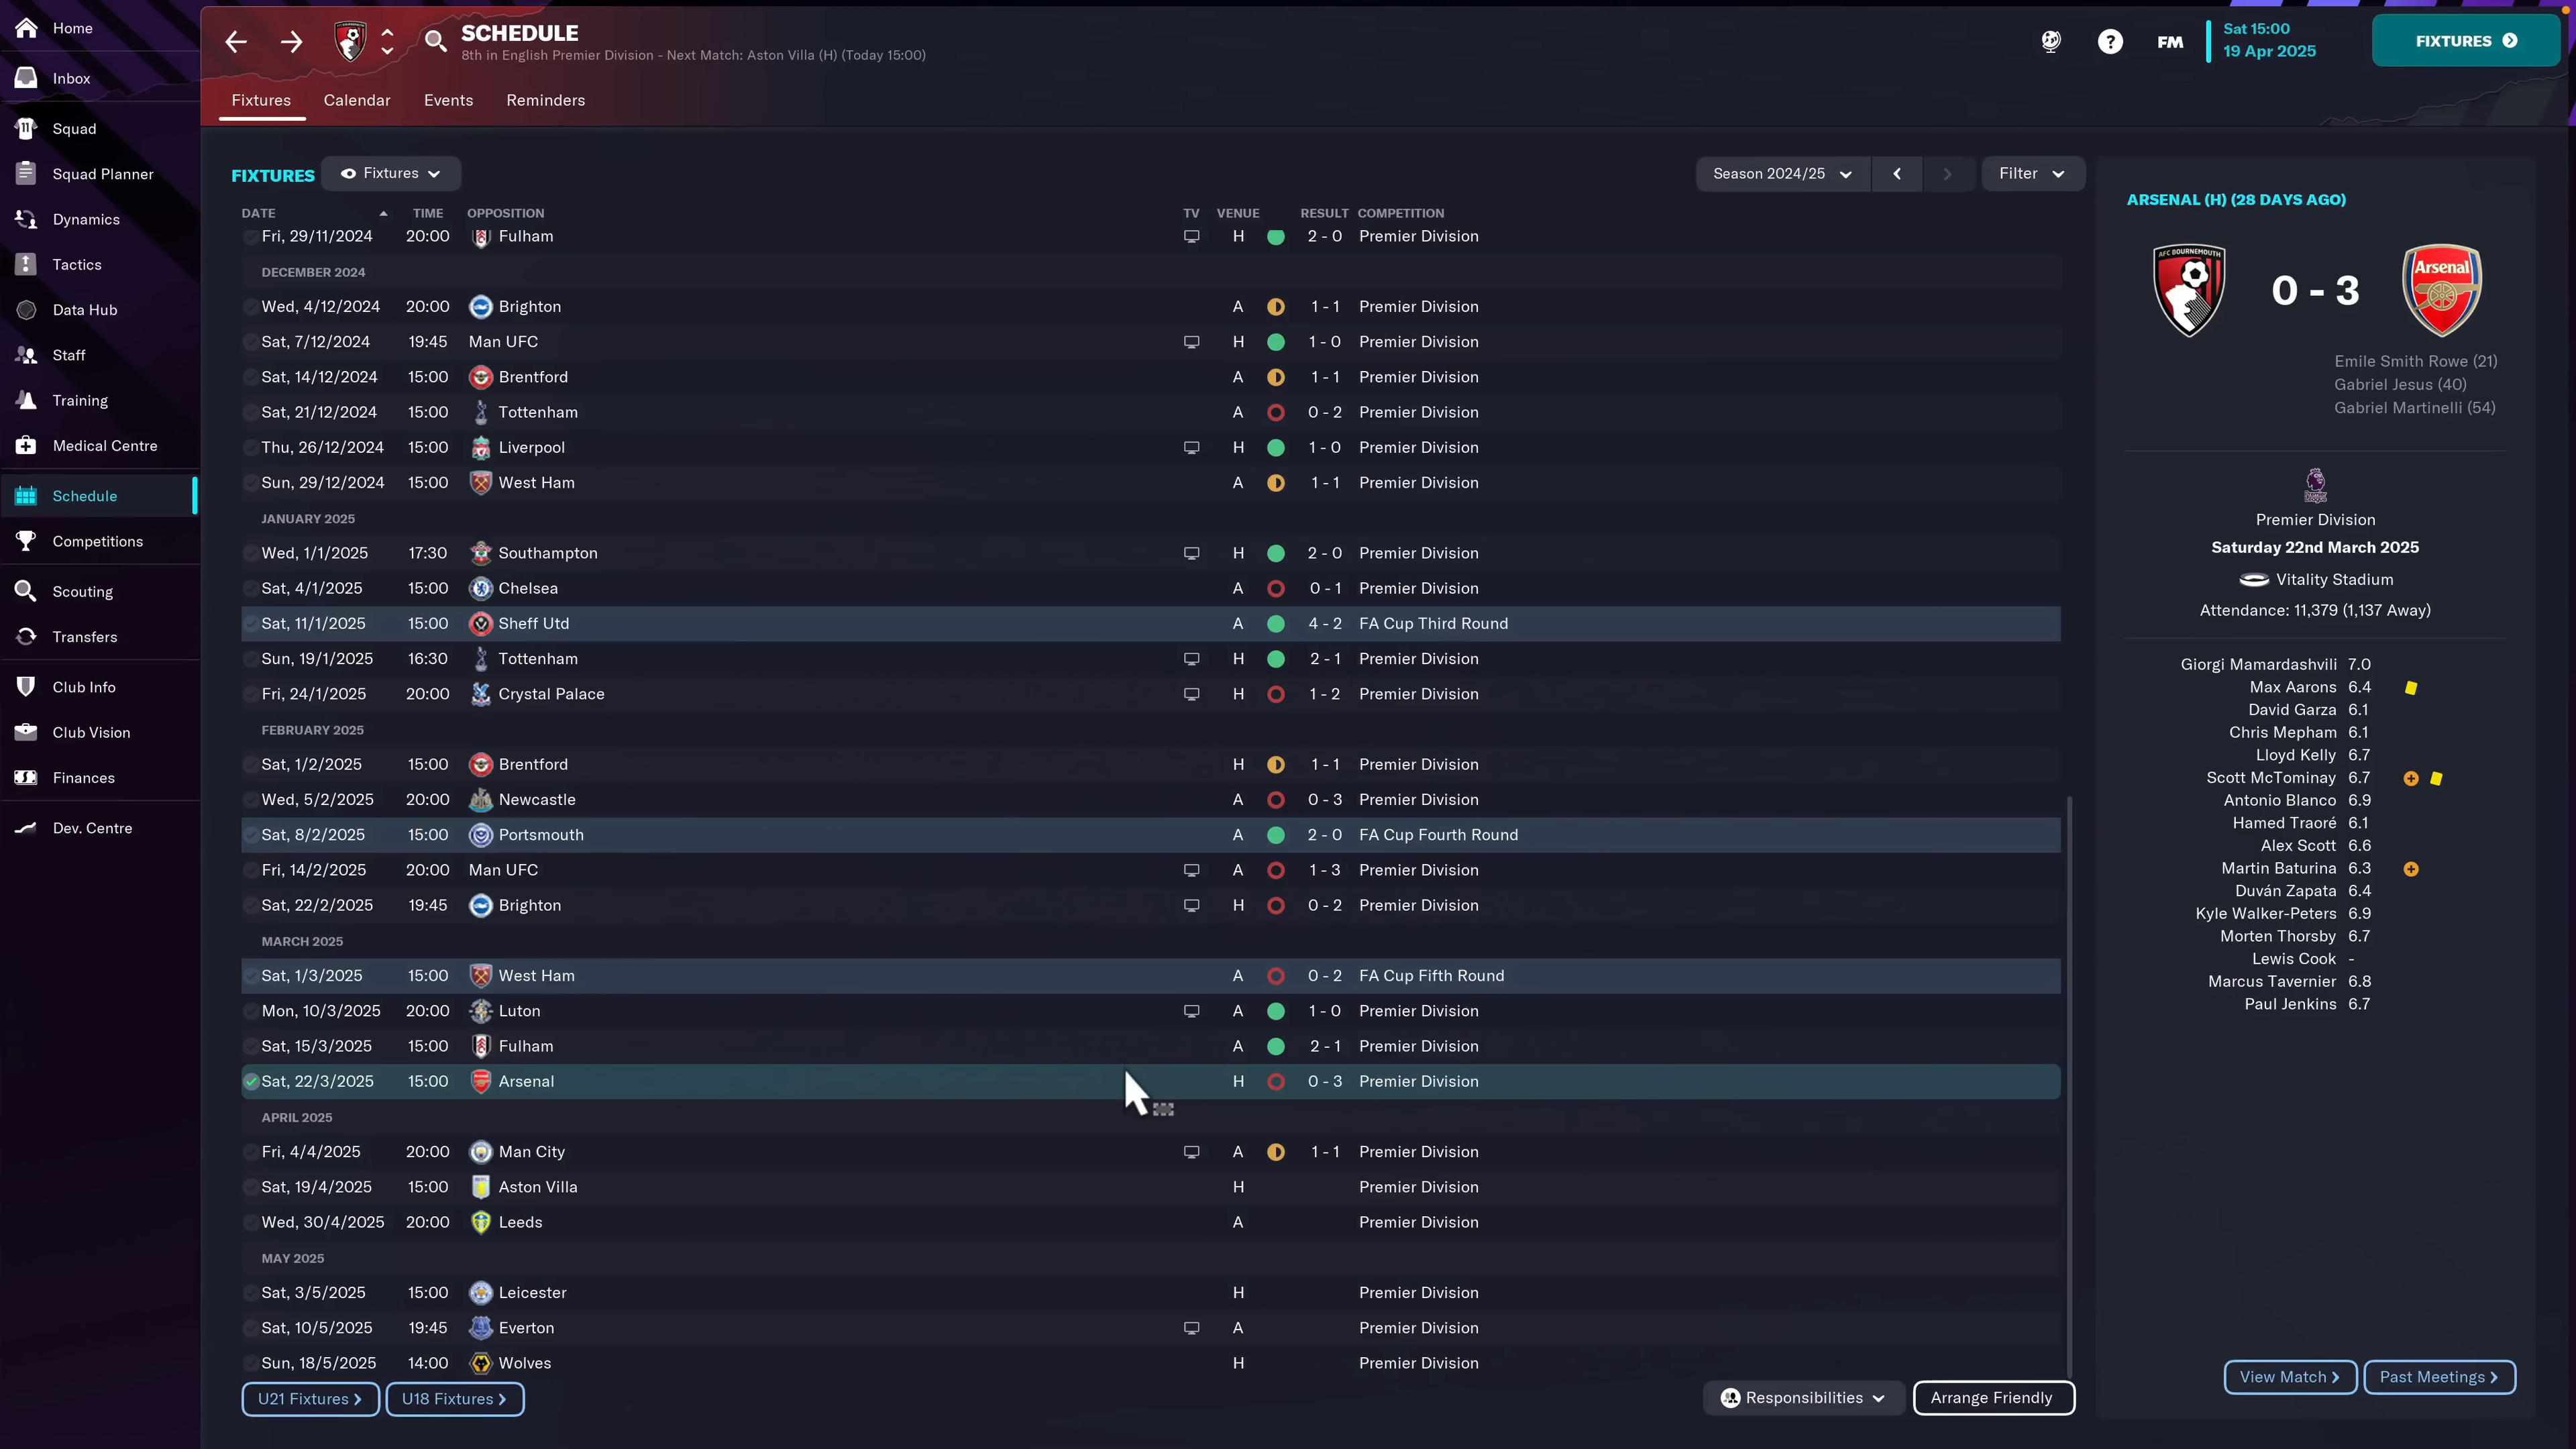 Home
Inbox
Squad
Squad Planner
Dynamics
Tactics
Data Hub
Staff
Training
Medical Centre
Schedule
Competitions
Scouting
Transfers
Club Info
Club Vision
Finances
Dev. Centre
SCHEDULE
8th in English Premier Division - Next Match: Aston Villa (H) (Today 15:00)
FM
Sat 15:00
19 Apr 2025
FIXTURES
Fixtures Calendar Events Reminders
FIXTURES Fixtures Season 2024/25 Filter
DATE TIME OPPOSITION TV VENUE RESULT COMPETITION
Fri, 29/11/2024 20:00 Fulham H 2 - 0 Premier Division
DECEMBER 2024
Wed, 4/12/2024 20:00 Brighton A 1 - 1 Premier Division
Sat, 7/12/2024 19:45 Man UFC H 1 - 0 Premier Division
Sat, 14/12/2024 15:00 Brentford A 1 - 1 Premier Division
Sat, 21/12/2024 15:00 Tottenham A 0 - 2 Premier Division
Thu, 26/12/2024 15:00 Liverpool H 1 - 0 Premier Division
Sun, 29/12/2024 15:00 West Ham A 1 - 1 Premier Division
JANUARY 2025
Wed, 1/1/2025 17:30 Southampton H 2 - 0 Premier Division
Sat, 4/1/2025 15:00 Chelsea A 0 - 1 Premier Division
Sat, 11/1/2025 15:00 Sheff Utd A 4 - 2 FA Cup Third Round
Sun, 19/1/2025 16:30 Tottenham H 2 - 1 Premier Division
Fri, 24/1/2025 20:00 Crystal Palace H 1 - 2 Premier Division
FEBRUARY 2025
Sat, 1/2/2025 15:00 Brentford H 1 - 1 Premier Division
Wed, 5/2/2025 20:00 Newcastle A 0 - 3 Premier Division
Sat, 8/2/2025 15:00 Portsmouth A 2 - 0 FA Cup Fourth Round
Fri, 14/2/2025 20:00 Man UFC A 1 - 3 Premier Division
Sat, 22/2/2025 19:45 Brighton H 0 - 2 Premier Division
MARCH 2025
Sat, 1/3/2025 15:00 West Ham A 0 - 2 FA Cup Fifth Round
Mon, 10/3/2025 20:00 Luton A 1 - 0 Premier Division
Sat, 15/3/2025 15:00 Fulham A 2 - 1 Premier Division
Sat, 22/3/2025 15:00 Arsenal H 0 - 3 Premier Division
APRIL 2025
Fri, 4/4/2025 20:00 Man City A 1 - 1 Premier Division
Sat, 19/4/2025 15:00 Aston Villa H Premier Division
Wed, 30/4/2025 20:00 Leeds A Premier Division
MAY 2025
Sat, 3/5/2025 15:00 Leicester H Premier Division
Sat, 10/5/2025 19:45 Everton A Premier Division
Sun, 18/5/2025 14:00 Wolves H Premier Division
U21 Fixtures U18 Fixtures Responsibilities Arrange Friendly
ARSENAL (H) (28 DAYS AGO)
AFC BOURNEMOUTH 0 - 3 Arsenal
Emile Smith Rowe (21)
Gabriel Jesus (40)
Gabriel Martinelli (54)
Premier Division
Saturday 22nd March 2025
Vitality Stadium
Attendance: 11,379 (1,137 Away)
Giorgi Mamardashvili 7.0
Max Aarons 6.4
David Garza 6.1
Chris Mepham 6.1
Lloyd Kelly 6.7
Scott McTominay 6.7
Antonio Blanco 6.9
Hamed Traoré 6.1
Alex Scott 6.6
Martin Baturina 6.3
Duván Zapata 6.4
Kyle Walker-Peters 6.9
Morten Thorsby 6.7
Lewis Cook -
Marcus Tavernier 6.8
Paul Jenkins 6.7
View Match Past Meetings